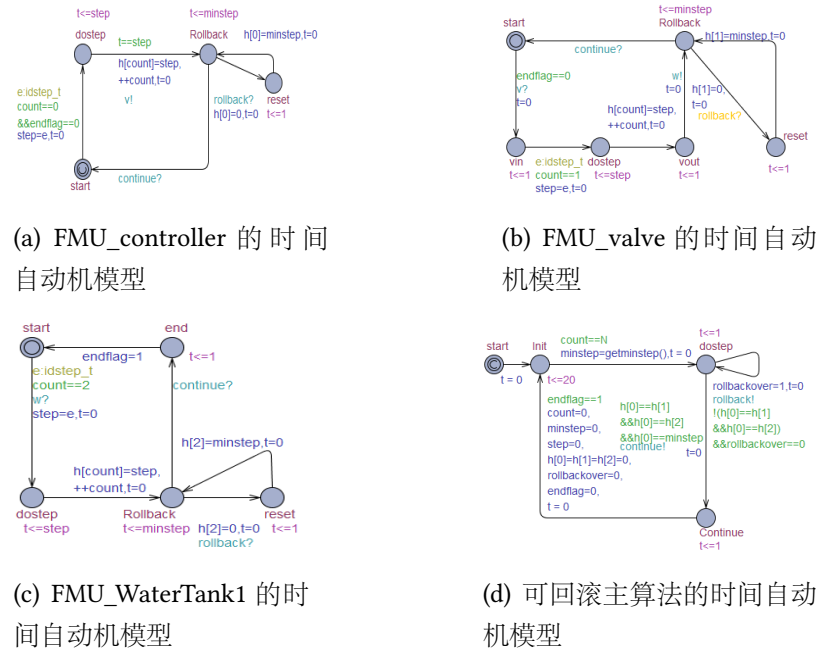 t<=step
t<=minstep
dostep
t==step
Rollback
h[0]=minstep,t=0
h[count]=step,
++count,t=0
v!
e:idstep_t
count==0
&&endflag==0
step=e,t=0
rollback?
h[0]=0,t=0
reset
t<=1
start
continue?
(a) FMU_controller 的时间
自动机模型
t<=minstep
Rollback
start
continue?
h[1]=minstep,t=0
endflag==0
v?
t=0
w!
t=0
h[1]=0,
t=0
h[count]=step,
++count,t=0
rollback?
reset
t<=1
vin
t<=1
e:idstep_t
count==1
step=e,t=0
dostep
t<=step
vout
t<=1
(b) FMU_valve 的时间自动
机模型
start
end
endflag=1
t<=1
e:idstep_t
count==2
w?
step=e,t=0
continue?
h[2]=minstep,t=0
h[count]=step,
++count,t=0
dostep
t<=step
Rollback
t<=minstep
h[2]=0,t=0
rollback?
reset
t<=1
(c) FMU_WaterTank1 的时
间自动机模型
start
t = 0
Init
t<=20
count==N
minstep=getminstep(),t = 0
t<=1
dostep
rollbackover=1,t=0
rollback!
!(h[0]==h[1]
&&h[0]==h[2])
&&rollbackover==0
endflag==1
count=0,
minstep=0,
step=0,
h[0]=h[1]=h[2]=0,
rollbackover=0,
endflag=0,
t = 0
h[0]==h[1]
&&h[0]==h[2]
&&h[0]==minstep
continue!
t=0
Continue
t<=1
(d) 可回滚主算法的时间自动
机模型